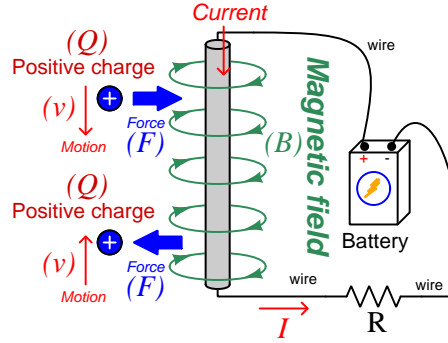 Current
(Q)
Positive charge
(v)
+
Motion
Force
(F)
(B)
Magnetic field
wire
+ -
Battery
(Q)
Positive charge
(v)
+
Motion
Force
(F)
wire
wire
I
R